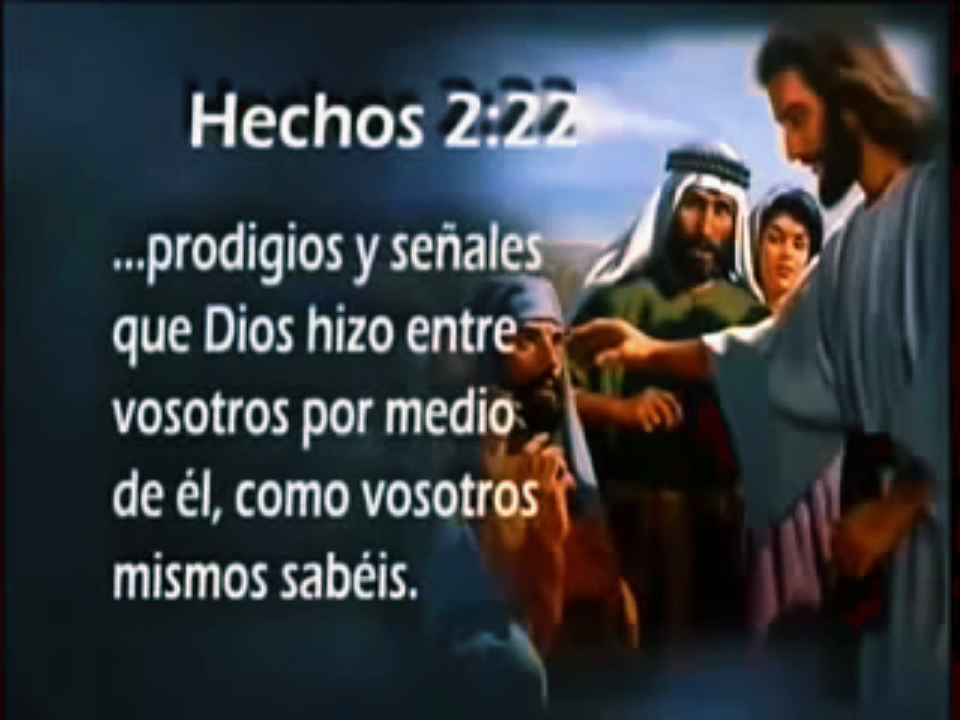 Hechos 2:22
...prodigios y señales
que Dios hizo entre
vosotros por medio
de él, como vosotros
mismos sabéis.